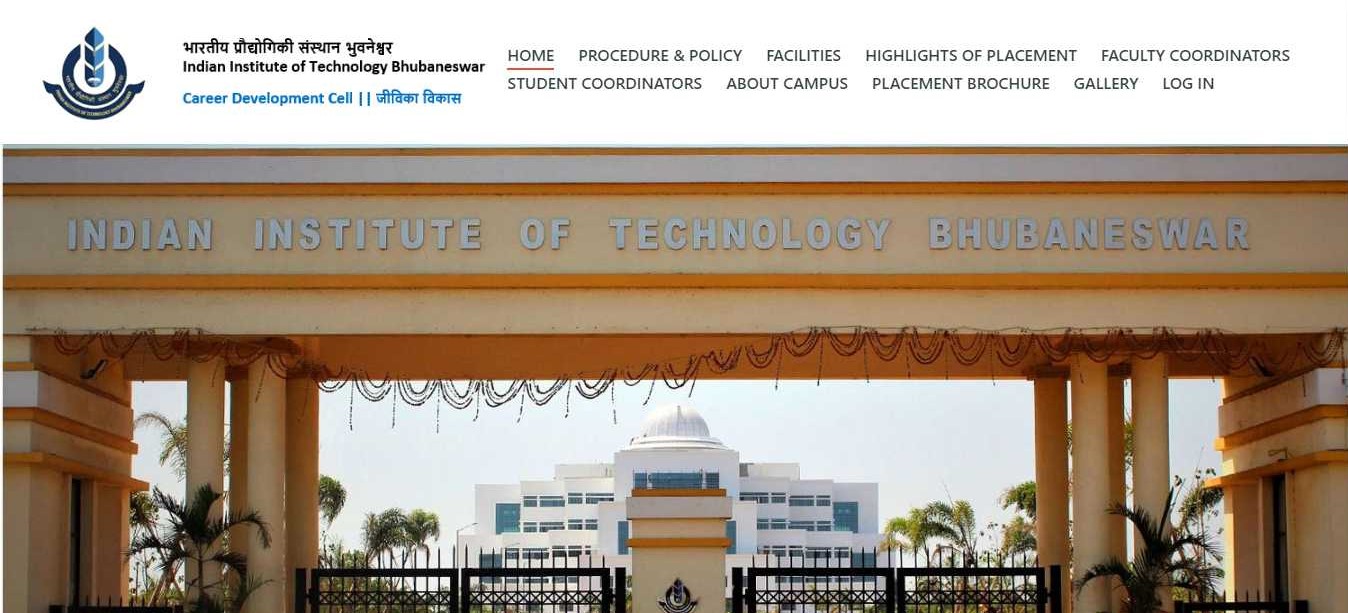 भारतीय प्रौद्योगिकी संस्थान भुवनेश्वर
Indian Institute of Technology Bhubaneswar
Career Development Cell || जीविका विकास
HOME PROCEDURE & POLICY FACILITIES HIGHLIGHTS OF PLACEMENT FACULTY COORDINATORS
STUDENT COORDINATORS ABOUT CAMPUS PLACEMENT BROCHURE GALLERY LOG IN
INDIAN INSTITUTE OF TECHNOLOGY BHUBANESWAR